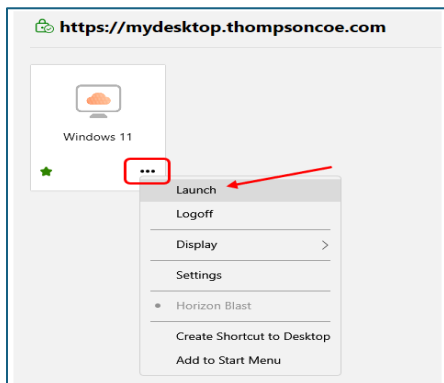 https://mydesktop.thompsoncoe.com
Windows 11
Launch
Logoff
Display
Settings
Horizon Blast
Create Shortcut to Desktop
Add to Start Menu